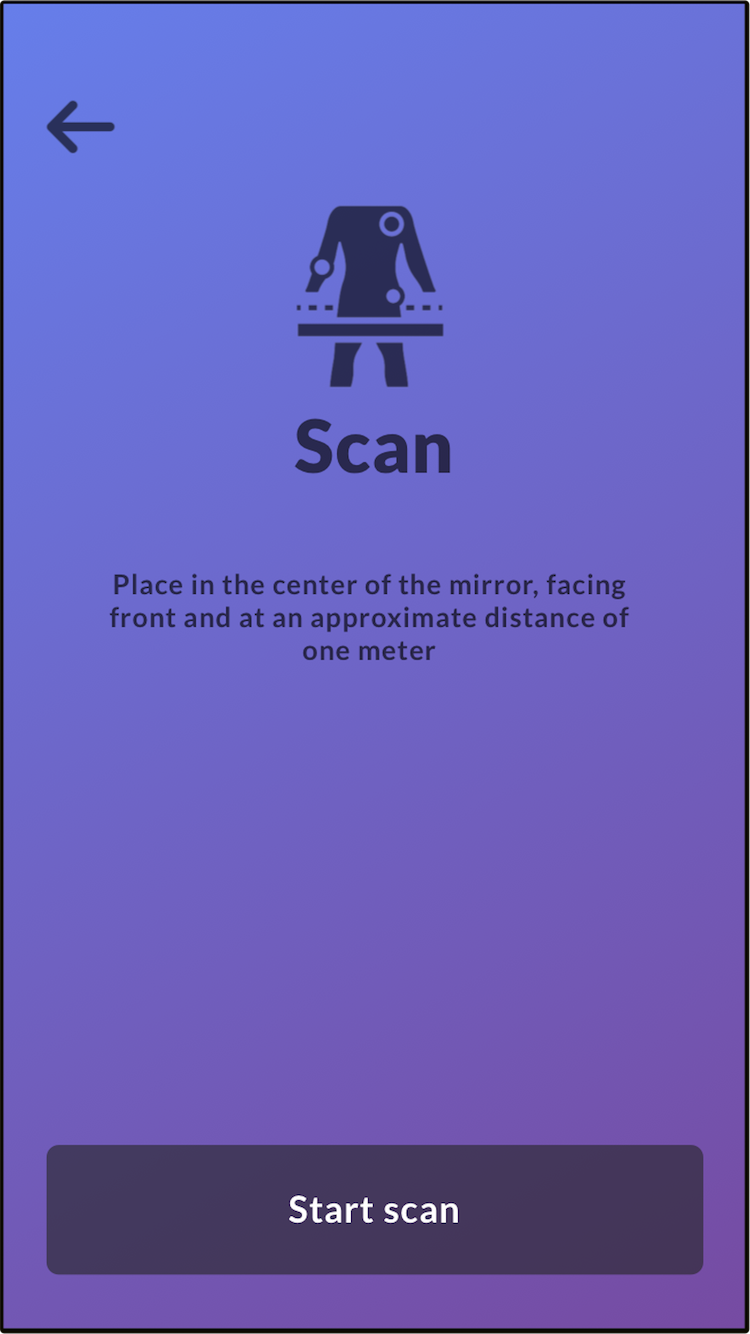 Scan
Place in the center of the mirror, facing
front and at an approximate distance of
one meter
Start scan